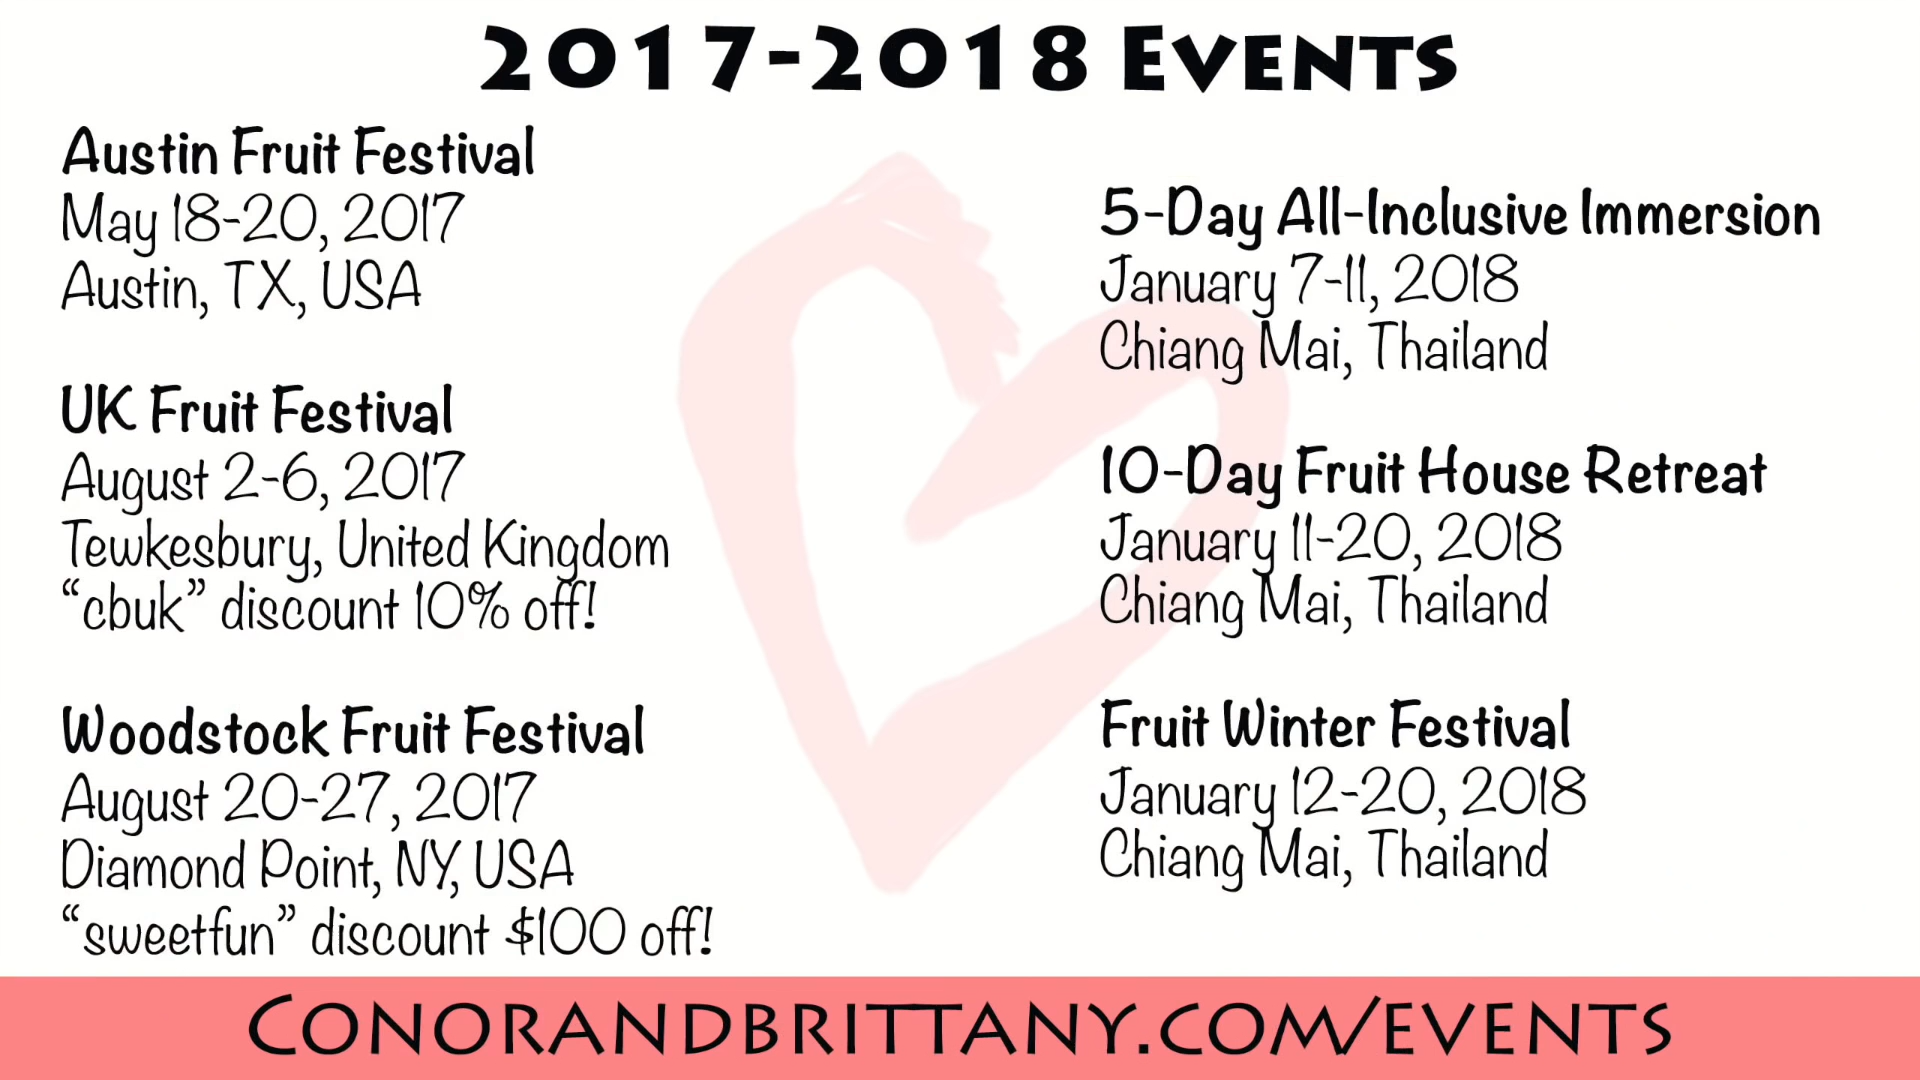 2017-2018 Events
Austin Fruit Festival
May 18-20, 2017
Austin, TX, USA
UK Fruit Festival
August 2-6, 2017
Tewkesbury, United Kingdom
“cbuk” discount 10% off!
Woodstock Fruit Festival
August 20-27, 2017
Diamond Point, NY, USA
“sweetfun” discount $100 off!
5-Day All-Inclusive Immersion
January 7-11, 2018
Chiang Mai, Thailand
10-Day Fruit House Retreat
January 11-20, 2018
Chiang Mai, Thailand
Fruit Winter Festival
January 12-20, 2018
Chiang Mai, Thailand
Conorandbrittany.com/events